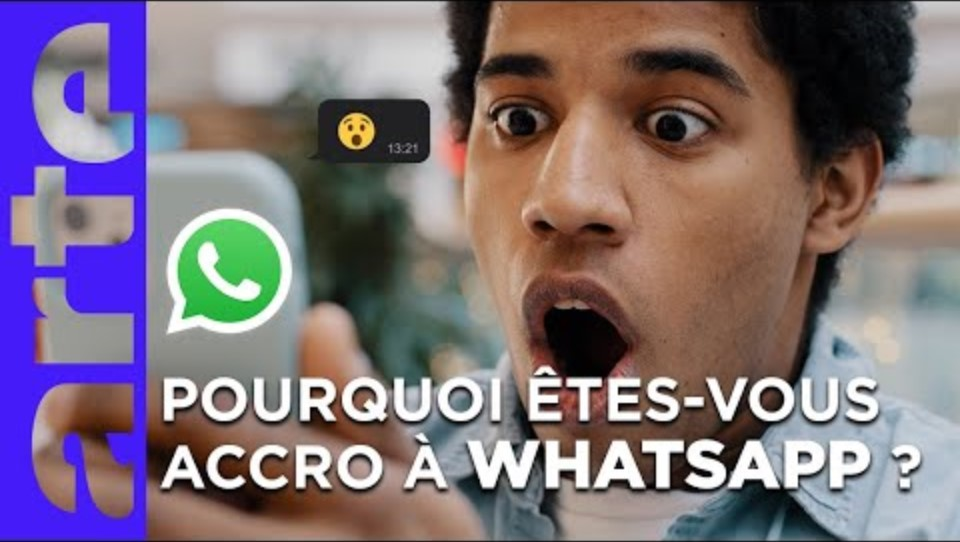 arte
😮 13:21
POURQUOI ÊTES-VOUS
ACCRO À WHATSAPP ?